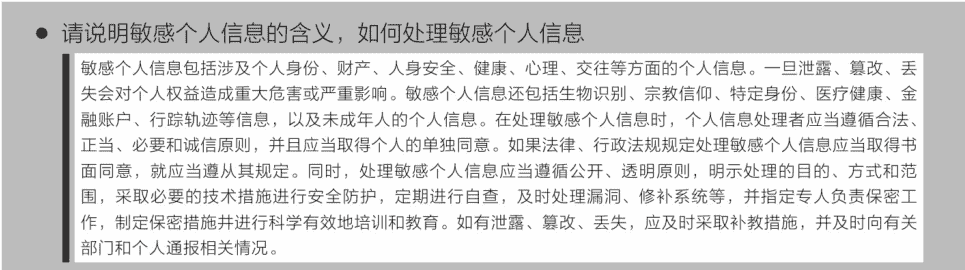 ● 请说明敏感个人信息的含义，如何处理敏感个人信息
敏感个人信息包括涉及个人身份、财产、人身安全、健康、心理、交往等方面的个人信息。一旦泄露、篡改、丢
失会对个人权益造成重大危害或严重影响。敏感个人信息还包括生物识别、宗教信仰、特定身份、医疗健康、金
融账户、行踪轨迹等信息，以及未成年人的个人信息。在处理敏感个人信息时，个人信息处理者应当遵循合法、
正当、必要和诚信原则，并且应当取得个人的单独同意。如果法律、行政法规规定处理敏感个人信息应当取得书
面同意，就应当遵从其规定。同时，处理敏感个人信息应当遵循公开、透明原则，明示处理的目的、方式和范
围，采取必要的技术措施进行安全防护，定期进行自查，及时处理漏洞、修补系统等，并指定专人负责保密工
作，制定保密措施井进行科学有效地培训和教育。如有泄露、篡改、丢失，应及时采取补教措施，并及时向有关
部门和个人通报相关情况。